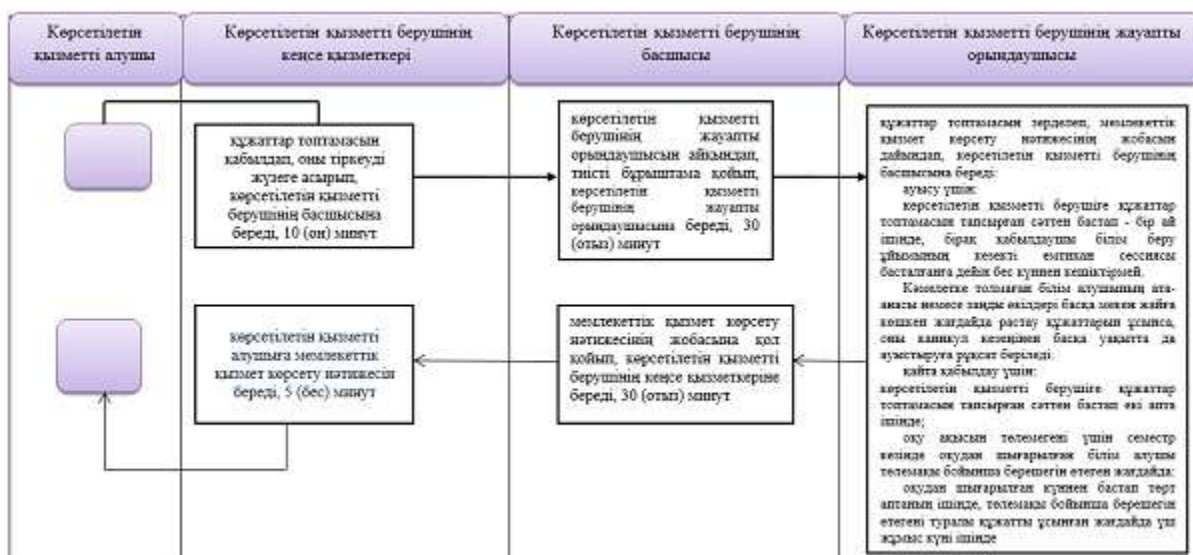 Көрсетілетін
қызметті алушы
Көрсетілетін қызметті берушінің
кеңсе қызметкері
Көрсетілетін қызметті берушінің
басшысы
Көрсетілетін қызметті берушінің жауапты
орындаушысы
құжаттар топтамасын
қабылдап, оны тіркеуді
жүзеге асырып,
көрсетілетін қызметті
берушінің басшысына
береді, 10 (он) минут
көрсетілетін қызметті
берушінің жауапты
орындаушысын айқындап,
тиісті бұрыштама қойып,
көрсетілетін қызметті
берушінің жауапты
орындаушысына береді, 30
(отыз) минут
құжаттар топтамасын зерделеп, мемлекеттік
қызмет көрсету нәтижесінің жобасын
дайындап, көрсетілетін қызметті берушінің
басшысына береді:
ауысу үшін:
көрсетілетін қызметті берушіге құжаттар
топтамасын тапсырған сәттен бастап - бір ай
ішінде, бірақ қабылдаушы білім беру
ұйымының кезекті емтихан сессиясы
басталғанға дейін бес күннен кешіктірмей,
Кәмелетке толмаған білім алушының ата-
анасы немесе заңды өкілдері басқа мекен жайға
көшкен жағдайда растау құжаттарын ұсынса,
оны каникул кезеңінен басқа уақытта да
ауыстыруға рұқсат беріледі.
қайта қабылдау үшін:
көрсетілетін қызметті берушіге құжаттар
топтамасын тапсырған сәттен бастап екі апта
ішінде;
оқу ақысын төлемегені үшін семестр
кезінде оқудан шығарылған білім алушы
төлемақы бойынша берешегін өтеген жағдайда:
оқудан шығарылған күннен бастап төрт
аптаның ішінде, төлемақы бойынша берешегін
өтегені туралы құжатты ұсынған жағдайда үш
жұмыс күні ішінде
көрсетілетін қызметті
алушыға мемлекеттік
қызмет көрсету нәтижесін
береді, 5 (бес) минут
мемлекеттік қызмет көрсету
нәтижесінің жобасына қол
қойып, көрсетілетін қызметті
берушінің кеңсе қызметкеріне
береді, 30 (отыз) минут